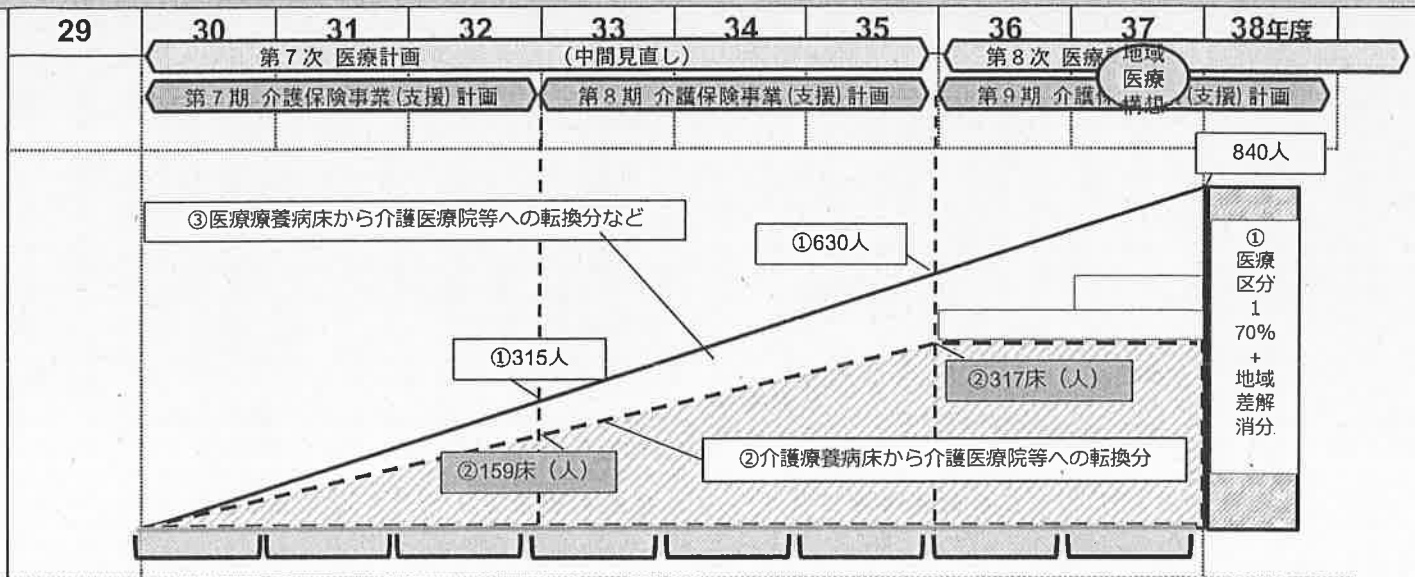 29 30 31 32 33 34 35 36 37 38年度
第7次 医療計画 (中間見直し) 第8次 医療
地域
医療
構想
第7期 介護保険事業(支援)計画 第8期 介護保険事業(支援)計画 第9期 介護保 (支援)計画
840人
③医療療養病床から介護医療院等への転換分など
①630人
①
医療
区分
1
70%
+
地域
差解
消分
①315人
②317床(人)
②介護療養病床から介護医療院等への転換分
②159床(人)